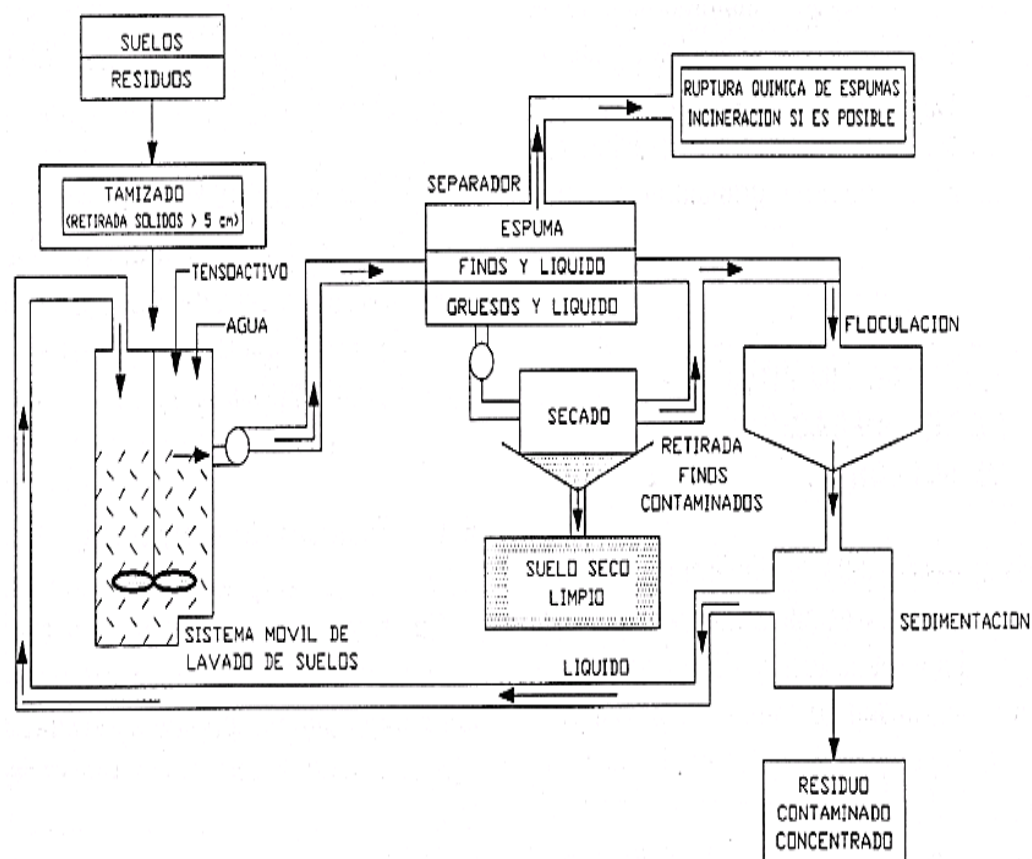 SUELOS
RESIDUOS
TAMIZADO
(RETIRADA SOLIDOS > 5 cm)
TENSOACTIVO
AGUA
SISTEMA MOVIL DE
LAVADO DE SUELOS
SEPARADOR
ESPUMA
FINOS Y LIQUIDO
GRUESOS Y LIQUIDO
RUPTURA QUIMICA DE ESPUMAS
INCINERACION SI ES POSIBLE
SECADO
RETIRADA
FINOS
CONTAMINADOS
SUELO SECO
LIMPIO
FLOCULACION
SEDIMENTACION
LIQUIDO
RESIDUO
CONTAMINADO
CONCENTRADO